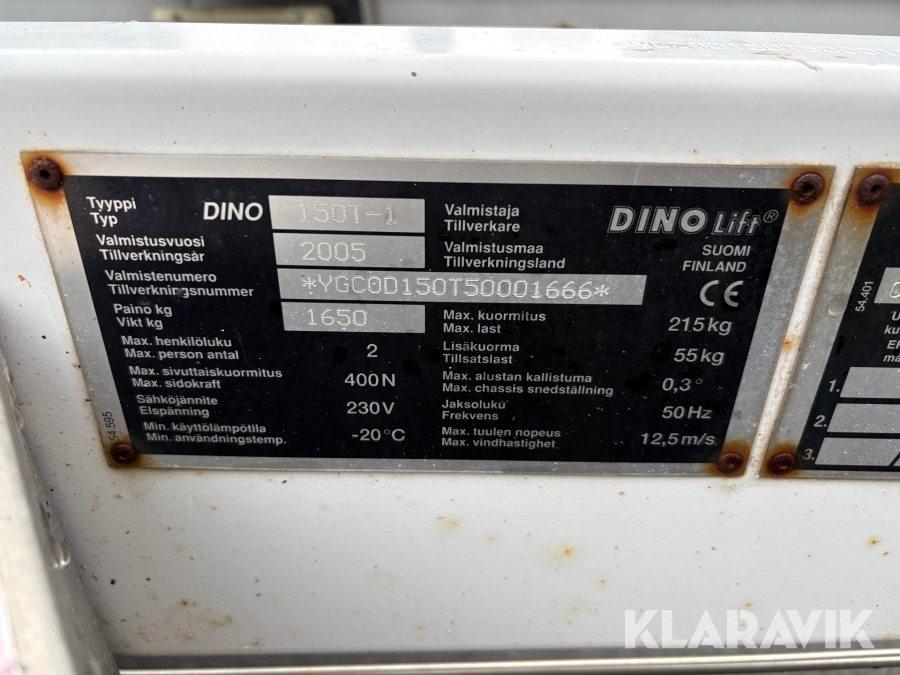 Tyyppi
Typ
DINO 150T-1
Valmistusvuosi
Tillverkningsår
2005
Valmistenumero
Tillverkningsnummer
*YGC0D150T50001666*
Paino kg
Vikt kg
1650
Max. henkilöluku
Max. person antal
2
Max. sivuttaiskuormitus
Max. sidokraft
400N
Sähköjännite
Elspänning
230V
Min. käyttölämpötila
Min. användningstemp.
-20°C
Valmistaja
Tillverkare
DINO Lift®
Valmistusmaa
Tillverkningsland
SUOMI
FINLAND
CE
Max. kuormitus
Max. last
215kg
Lisäkuorma
Tillsatslast
55kg
Max. alustan kallistuma
Max. chassis snedställning
0,3°
Jaksoluku
Frekvens
50Hz
Max. tuulen nopeus
Max. vindhastighet
12,5m/s
54.595
54.401
1.
2.
3.
KLARAVIK